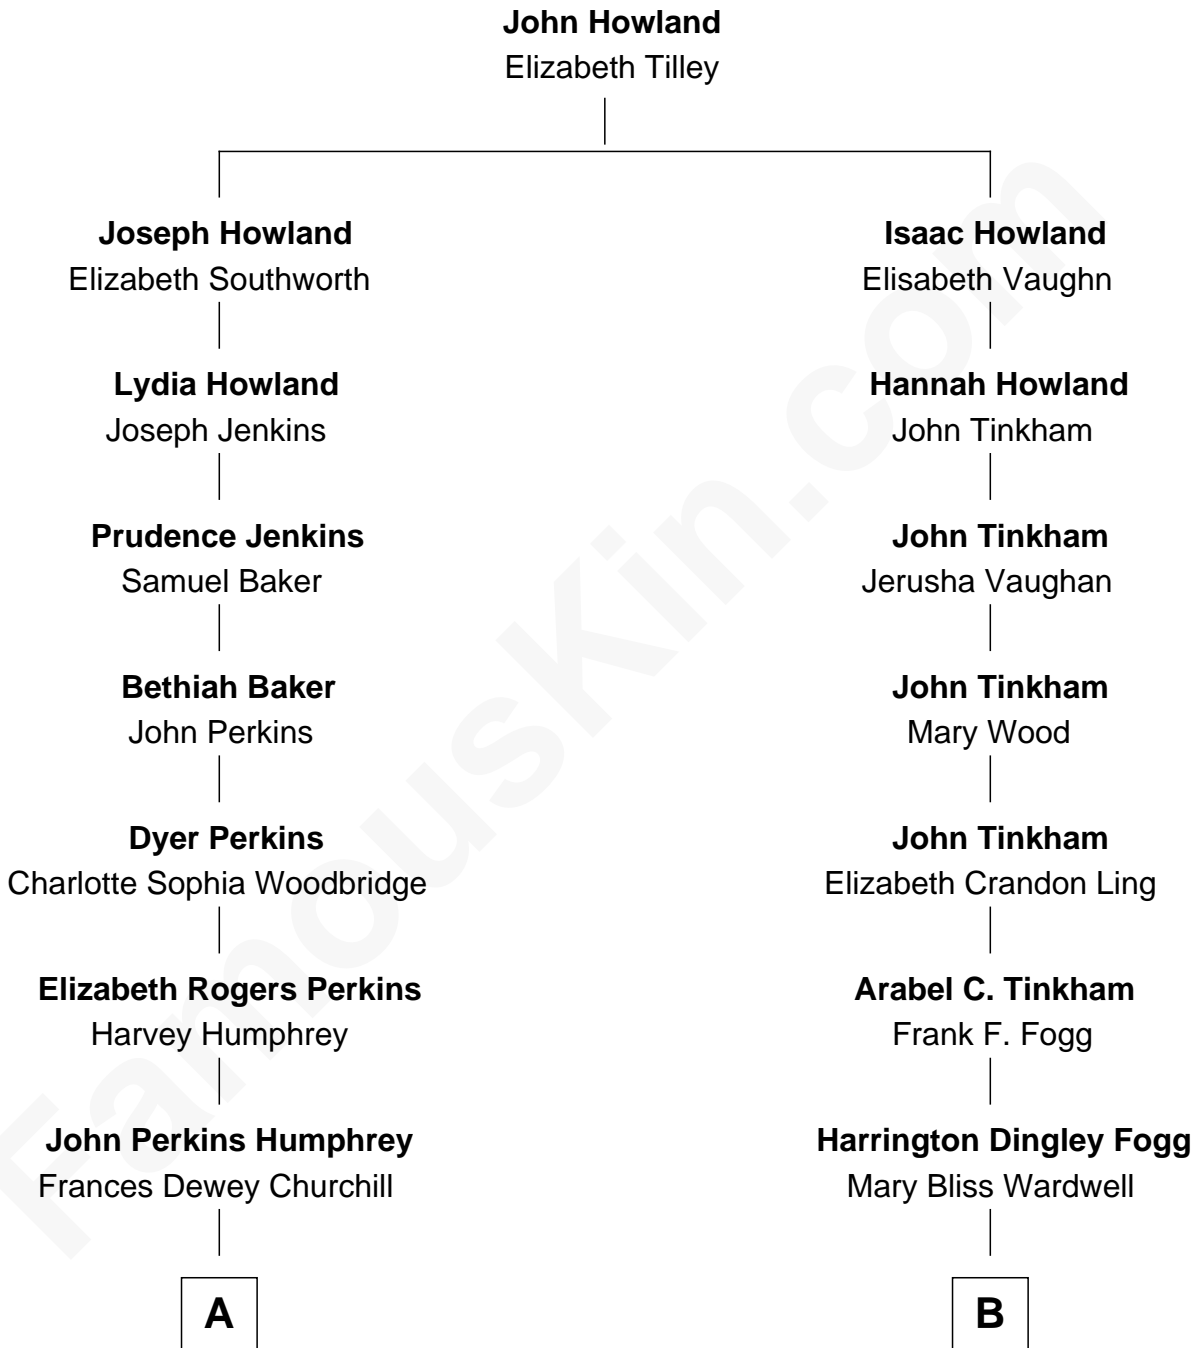 John Howland
Elizabeth Tilley
Joseph Howland
Elizabeth Southworth
Lydia Howland
Joseph Jenkins
Prudence Jenkins
Samuel Baker
Bethiah Baker
John Perkins
Dyer Perkins
Charlotte Sophia Woodbridge
Elizabeth Rogers Perkins
Harvey Humphrey
John Perkins Humphrey
Frances Dewey Churchill
A
Isaac Howland
Elisabeth Vaughn
Hannah Howland
John Tinkham
John Tinkham
Jerusha Vaughan
John Tinkham
Mary Wood
John Tinkham
Elizabeth Crandon Ling
Arabel C. Tinkham
Frank F. Fogg
Harrington Dingley Fogg
Mary Bliss Wardwell
B
FamousKin.com